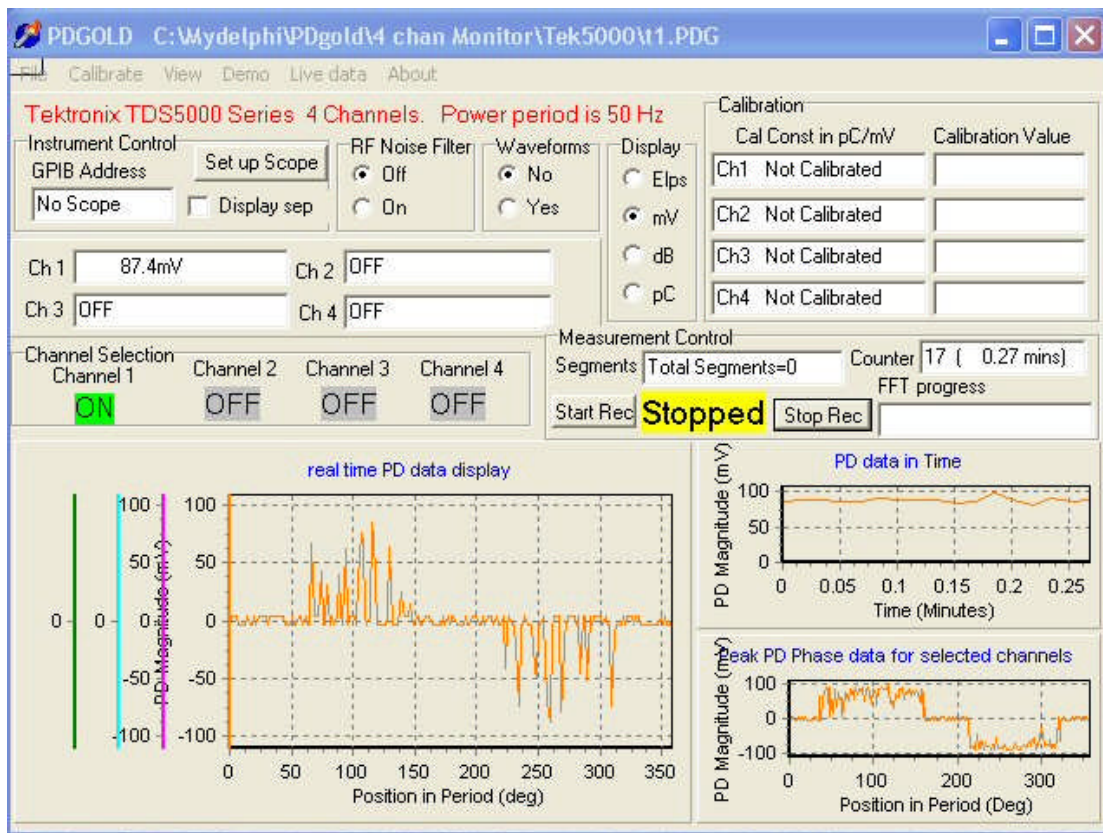 PDGOLD C:\Mydelphi\PDgold\4 chan Monitor\Tek5000\t1.PDG
File Calibrate View Demo Live data About
Tektronix TDS5000 Series 4 Channels. Power period is 50 Hz
Instrument Control
GPIB Address
Set up Scope
No Scope
Display sep
RF Noise Filter
Off
On
Waveforms
No
Yes
Display
Elps
mV
dB
pC
Calibration
Cal Const in pC/mV Calibration Value
Ch1 Not Calibrated
Ch2 Not Calibrated
Ch3 Not Calibrated
Ch4 Not Calibrated
Ch 1 87.4mV Ch 2 OFF
Ch 3 OFF Ch 4 OFF
Channel Selection
Channel 1 Channel 2 Channel 3 Channel 4
ON OFF OFF OFF
Measurement Control
Segments Total Segments=0 Counter 17 ( 0.27 mins)
FFT progress
Start Rec Stopped Stop Rec
real time PD data display
PD Magnitude (mV)
100 100
50 50
0 0 0 0
-50 -50
-100 -100
0 50 100 150 200 250 300 350
Position in Period (deg)
PD data in Time
PD Magnitude (mV)
100
50
0
0 0.05 0.1 0.15 0.2 0.25
Time (Minutes)
Peak PD Phase data for selected channels
PD Magnitude (mV)
100
0
-100
0 100 200 300
Position in Period (Deg)